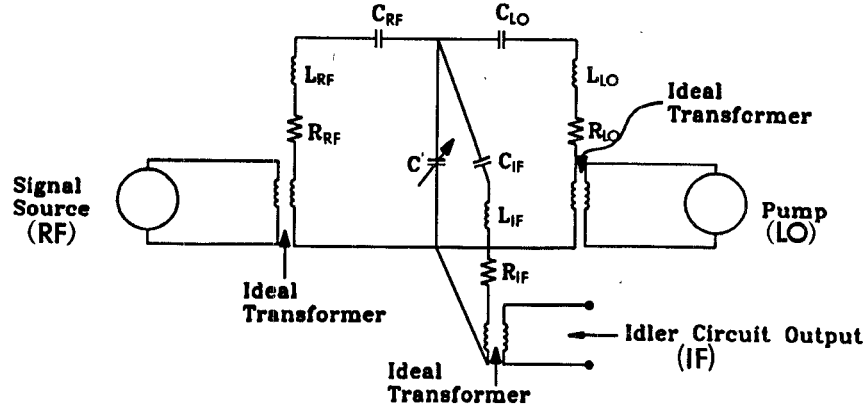 C_RF
C_LO
L_RF
L_LO
Ideal
Transformer
R_RF
R_LO
C'
C_IF
Signal
Source
(RF)
L_IF
Pump
(LO)
R_IF
Ideal
Transformer
Idler Circuit Output
(IF)
Ideal
Transformer